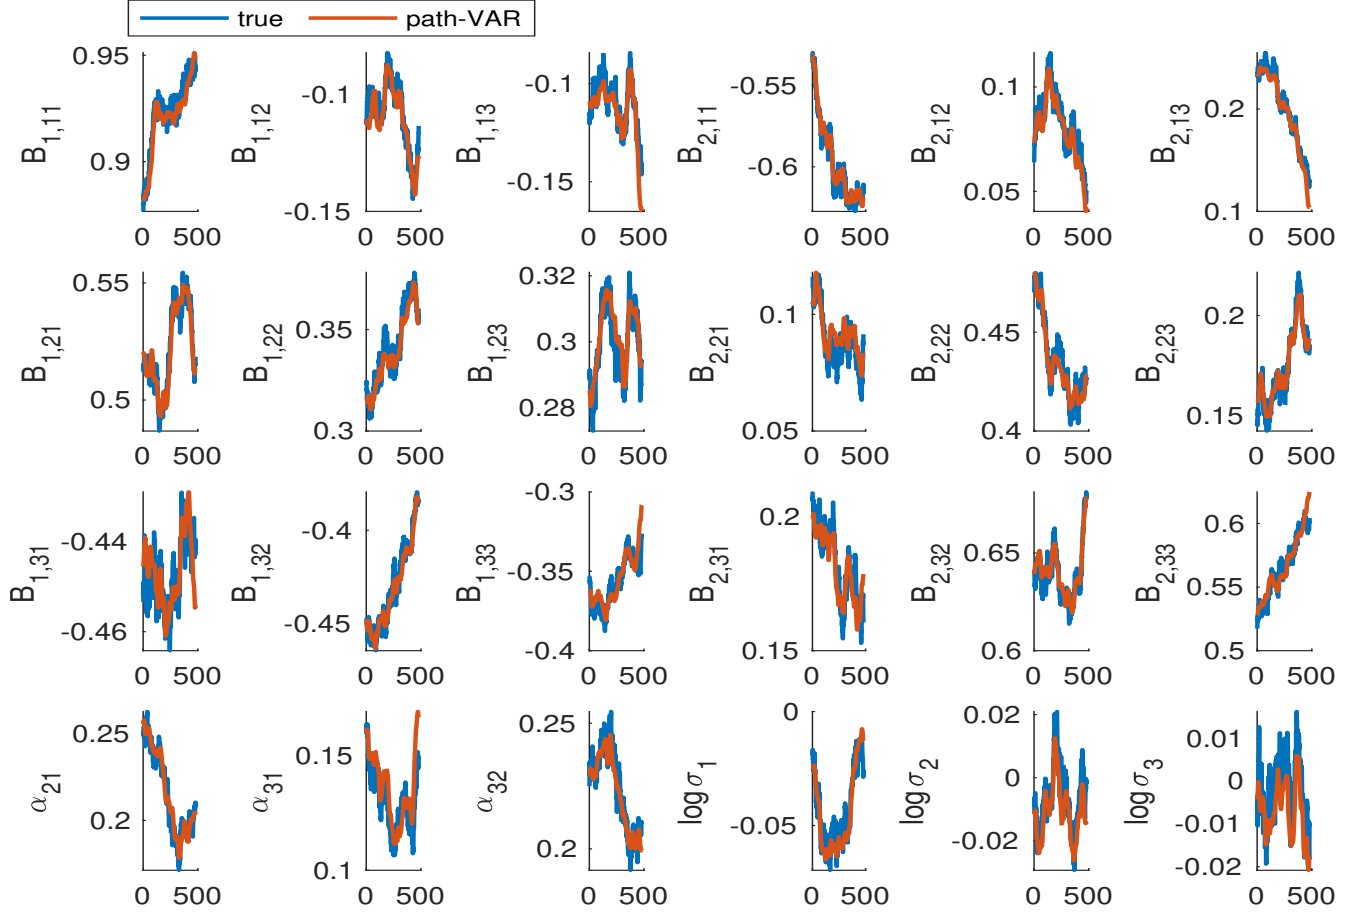 true path-VAR
0.95 0.9 B1,11 0 500
-0.1 -0.15 B1,12 0 500
-0.1 -0.15 B1,13 0 500
-0.55 -0.6 B2,11 0 500
0.1 0.05 B2,12 0 500
0.2 0.1 B2,13 0 500
0.55 0.5 B1,21 0 500
0.35 0.3 B1,22 0 500
0.32 0.3 0.28 B1,23 0 500
0.1 0.05 B2,21 0 500
0.45 0.4 B2,22 0 500
0.2 0.15 B2,23 0 500
-0.44 -0.46 B1,31 0 500
-0.4 -0.45 B1,32 0 500
-0.3 -0.35 -0.4 B1,33 0 500
0.2 0.15 B2,31 0 500
0.65 0.6 B2,32 0 500
0.6 0.55 0.5 B2,33 0 500
0.25 0.2 α21 0 500
0.15 0.1 α31 0 500
0.25 0.2 α32 0 500
0 -0.05 log σ1 0 500
0.02 0 -0.02 log σ2 0 500
0.01 0 -0.01 -0.02 log σ3 0 500